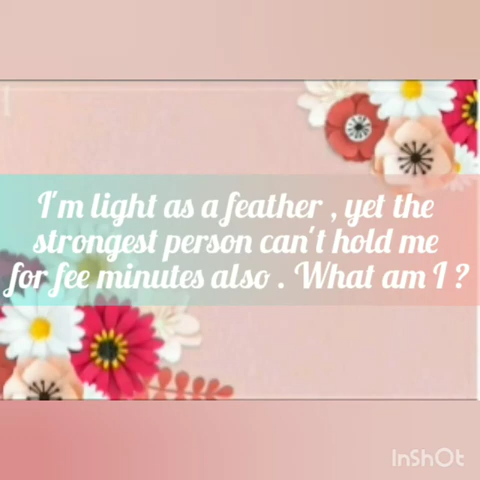 I'm light as a feather , yet the
strongest person can't hold me
for fee minutes also . What am I ?
InShOt